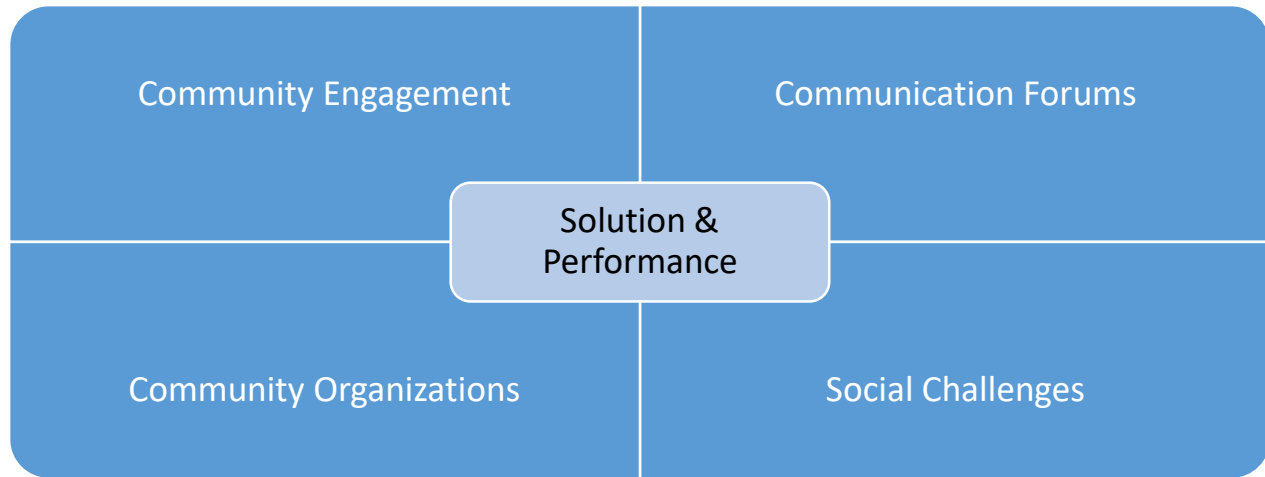 Community Engagement
Communication Forums
Solution &
Performance
Community Organizations
Social Challenges